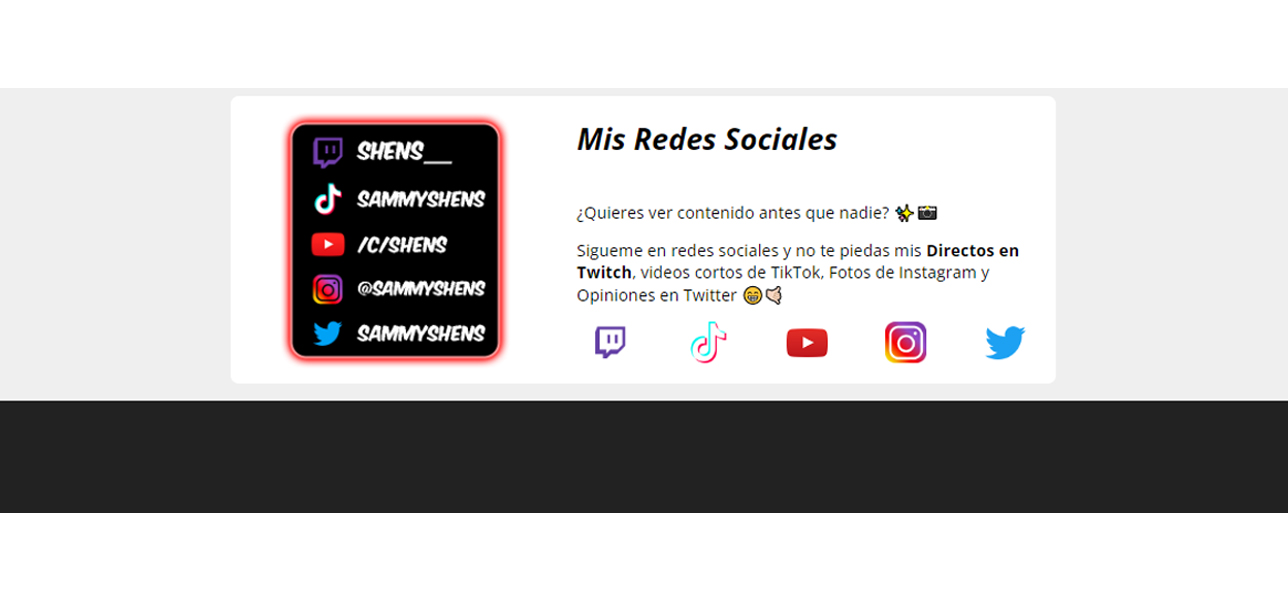 SHENS__
SAMMYSHENS
/C/SHENS
@SAMMYSHENS
SAMMYSHENS
Mis Redes Sociales
¿Quieres ver contenido antes que nadie? ✨📸
Sigueme en redes sociales y no te piedas mis Directos en
Twitch, videos cortos de TikTok, Fotos de Instagram y
Opiniones en Twitter 😁🤙🏻